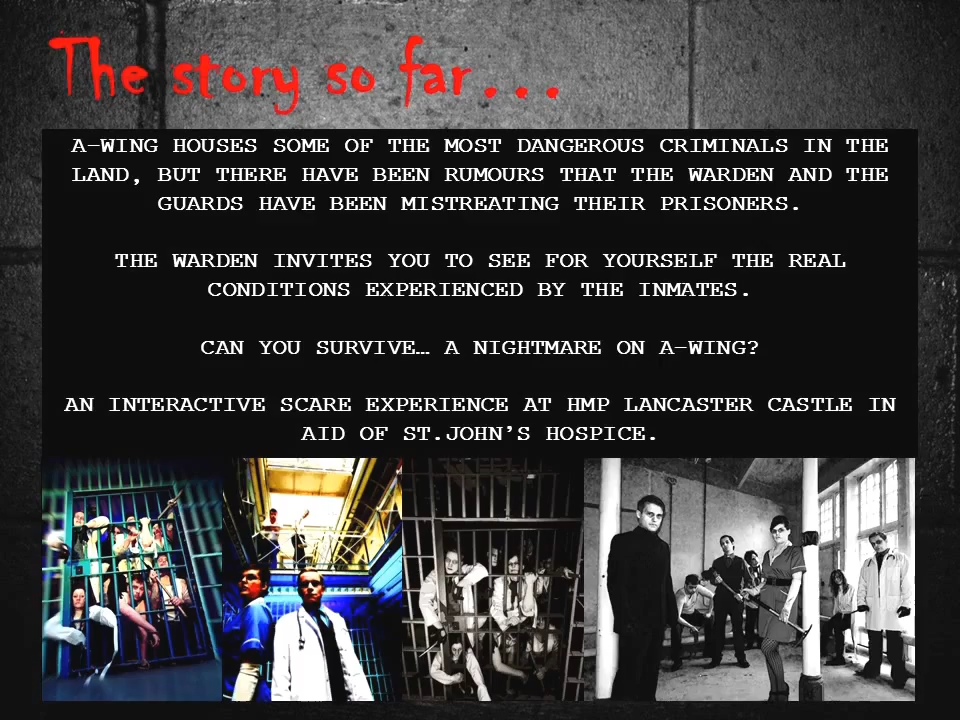 The story so far...
A-WING HOUSES SOME OF THE MOST DANGEROUS CRIMINALS IN THE
LAND, BUT THERE HAVE BEEN RUMOURS THAT THE WARDEN AND THE
GUARDS HAVE BEEN MISTREATING THEIR PRISONERS.
THE WARDEN INVITES YOU TO SEE FOR YOURSELF THE REAL
CONDITIONS EXPERIENCED BY THE INMATES.
CAN YOU SURVIVE… A NIGHTMARE ON A-WING?
AN INTERACTIVE SCARE EXPERIENCE AT HMP LANCASTER CASTLE IN
AID OF ST.JOHN’S HOSPICE.